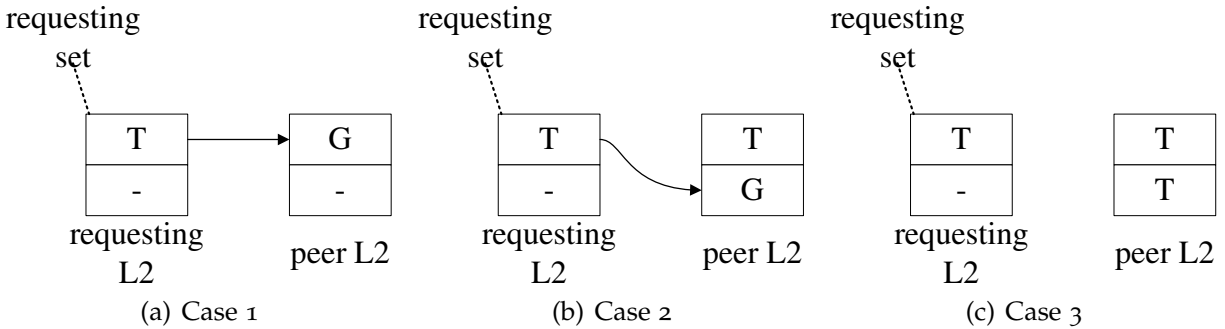 requesting
set
T
G
-
-
requesting
L2
peer L2
(a) Case 1
requesting
set
T
T
-
G
requesting
L2
peer L2
(b) Case 2
requesting
set
T
T
-
T
requesting
L2
peer L2
(c) Case 3